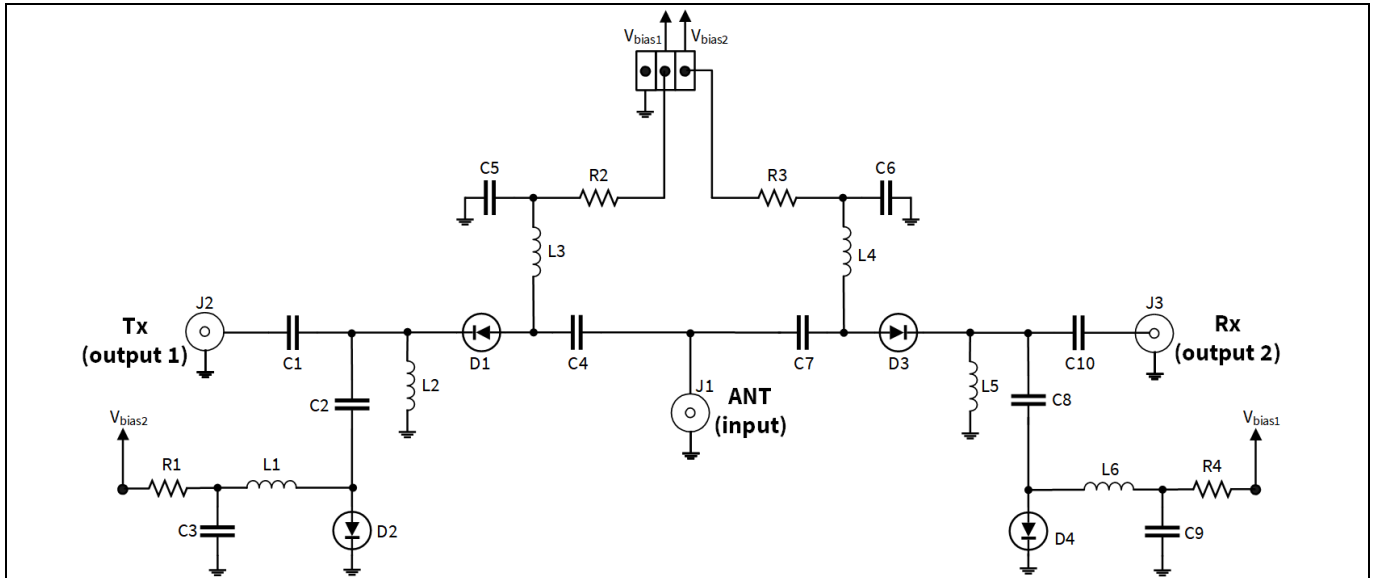 Vbias1
Vbias2
C5
R2
R3
C6
L3
L4
J2
J3
Tx
(output 1)
Rx
(output 2)
C1
D1
C4
C7
D3
C10
L2
J1
ANT
(input)
L5
C2
C8
Vbias2
Vbias1
R1
L1
L6
R4
C3
D2
D4
C9